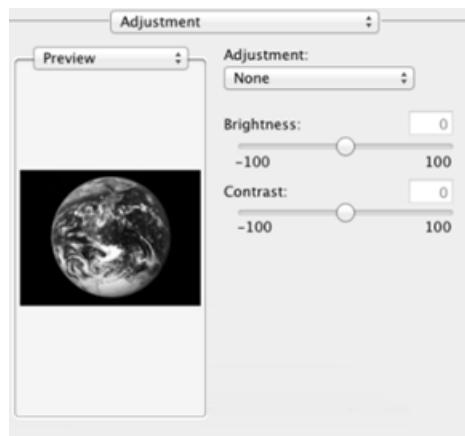 Adjustment
Preview
Adjustment:
None
Brightness: 0
-100 100
Contrast: 0
-100 100